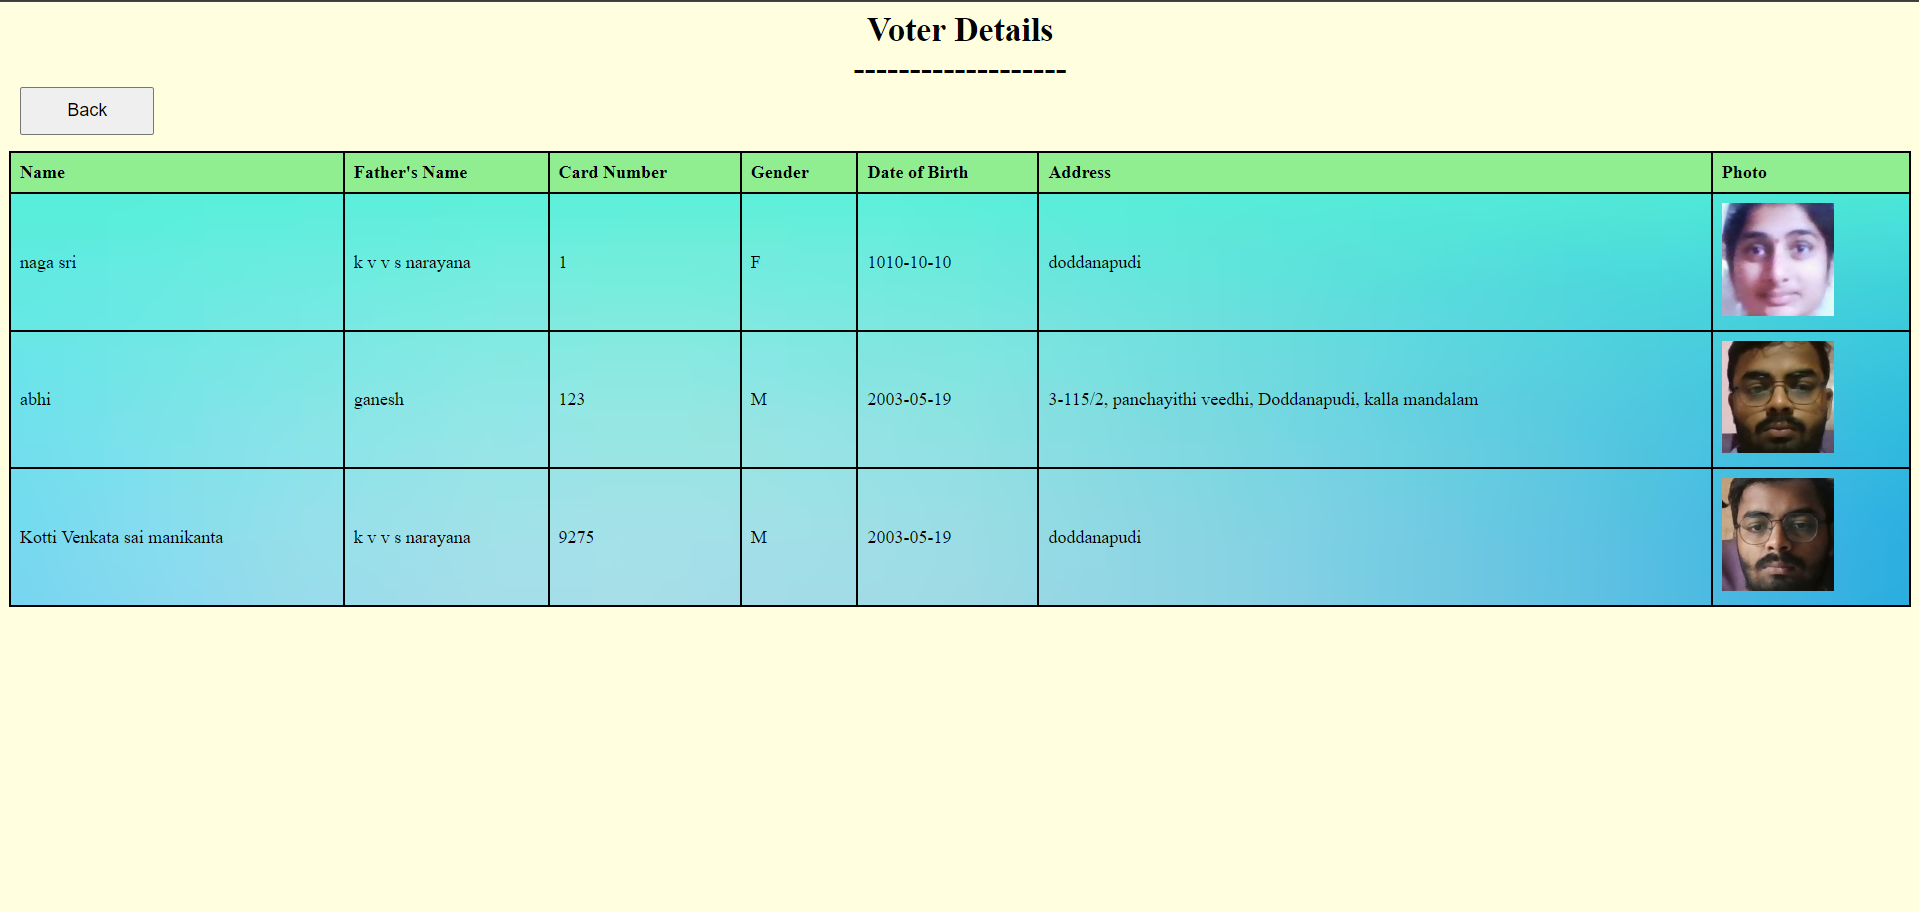 Voter Details
-------------------
Back
Name Father's Name Card Number Gender Date of Birth Address Photo
naga sri k v v s narayana 1 F 1010-10-10 doddanapudi
abhi ganesh 123 M 2003-05-19 3-115/2, panchayithi veedhi, Doddanapudi, kalla mandalam
Kotti Venkata sai manikanta k v v s narayana 9275 M 2003-05-19 doddanapudi